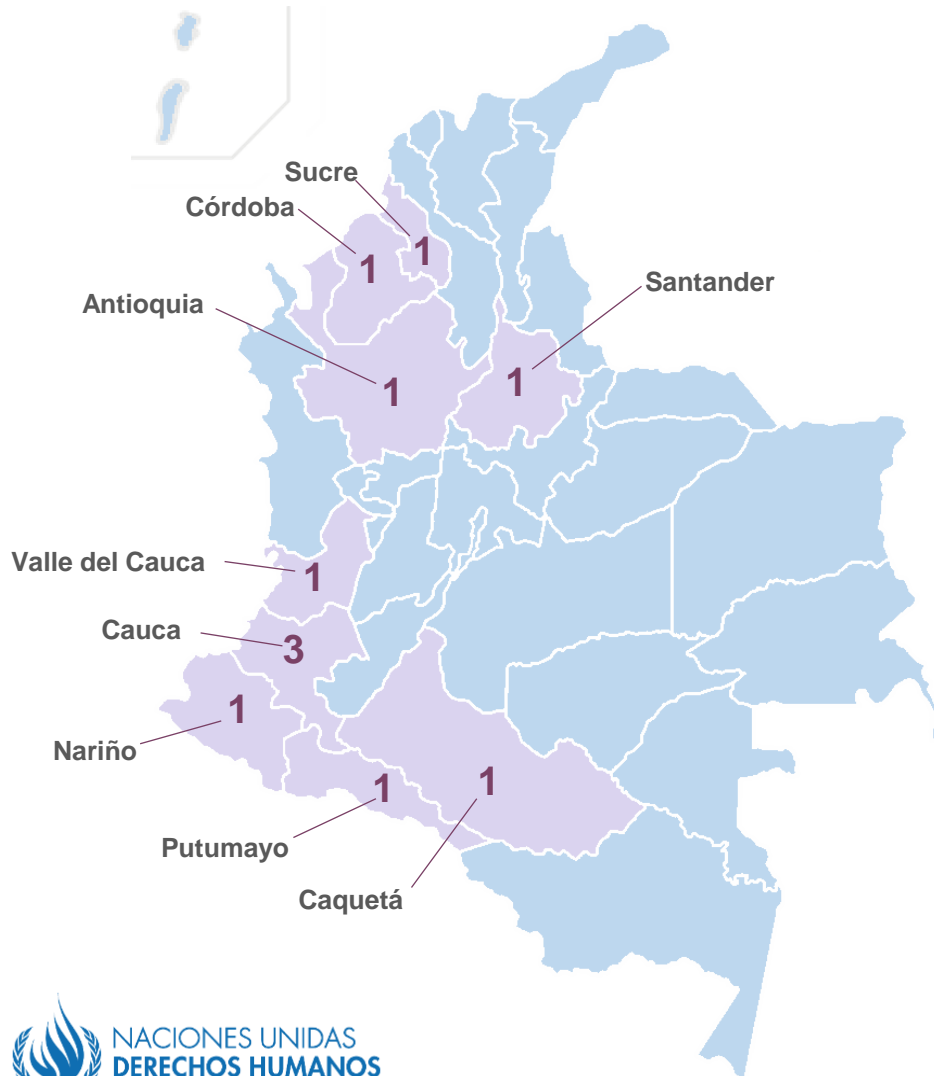 Sucre
Córdoba
1
1
Antioquia
Santander
1
1
Valle del Cauca
1
Cauca
3
1
Nariño
1
1
Putumayo
Caquetá
NACIONES UNIDAS
DERECHOS HUMANOS